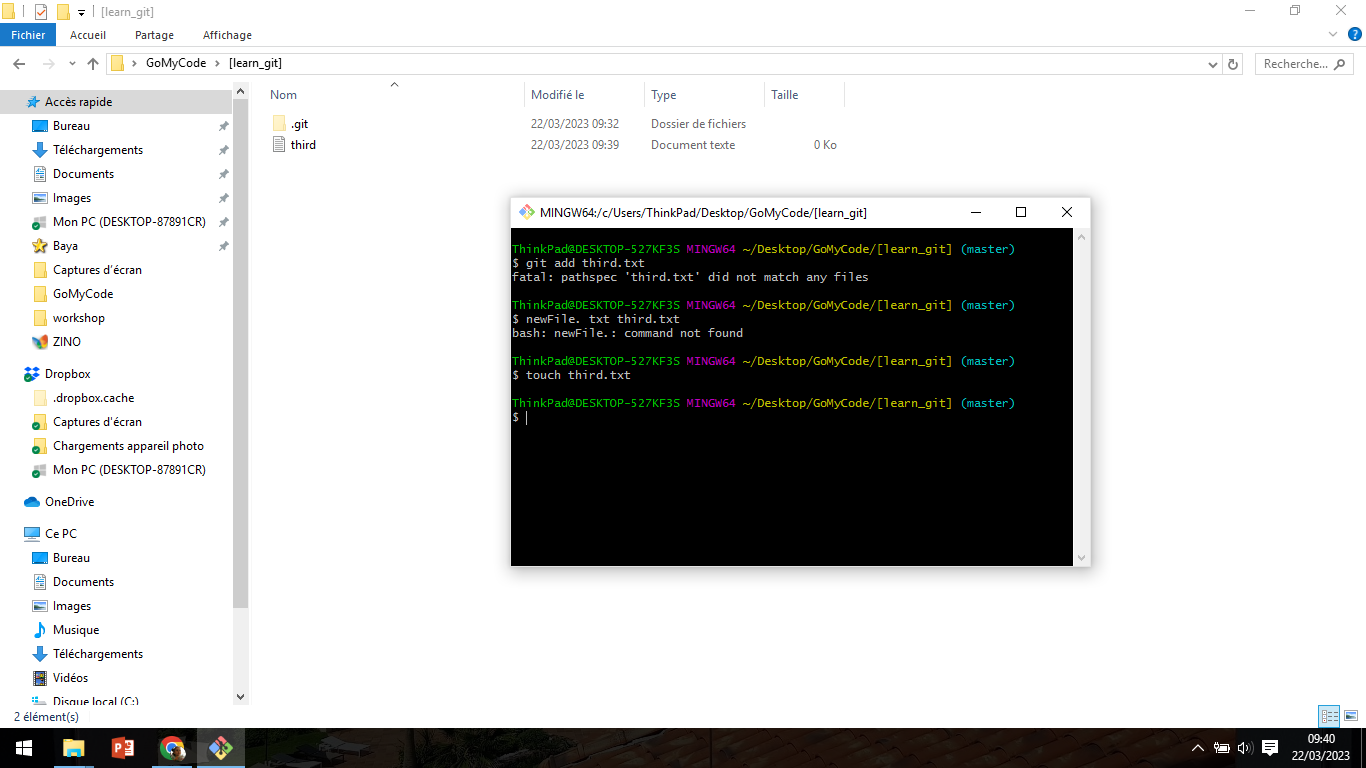 [learn_git]
Fichier Accueil Partage Affichage
GoMyCode [learn_git]
Recherche...
Accès rapide
Bureau
Téléchargements
Documents
Images
Mon PC (DESKTOP-87891CR)
Baya
Captures d'écran
GoMyCode
workshop
ZINO
Dropbox
.dropbox.cache
Captures d'écran
Chargements appareil photo
Mon PC (DESKTOP-87891CR)
OneDrive
Ce PC
Bureau
Documents
Images
Musique
Téléchargements
Vidéos
Disque local (C:)
Nom Modifié le Type Taille
.git 22/03/2023 09:32 Dossier de fichiers
third 22/03/2023 09:39 Document texte 0 Ko
MINGW64:/c/Users/ThinkPad/Desktop/GoMyCode/[learn_git]
ThinkPad@DESKTOP-527KF3S MINGW64 ~/Desktop/GoMyCode/[learn_git] (master)
$ git add third.txt
fatal: pathspec 'third.txt' did not match any files
ThinkPad@DESKTOP-527KF3S MINGW64 ~/Desktop/GoMyCode/[learn_git] (master)
$ newFile. txt third.txt
bash: newFile.: command not found
ThinkPad@DESKTOP-527KF3S MINGW64 ~/Desktop/GoMyCode/[learn_git] (master)
$ touch third.txt
ThinkPad@DESKTOP-527KF3S MINGW64 ~/Desktop/GoMyCode/[learn_git] (master)
$
2 élément(s)
09:40
22/03/2023